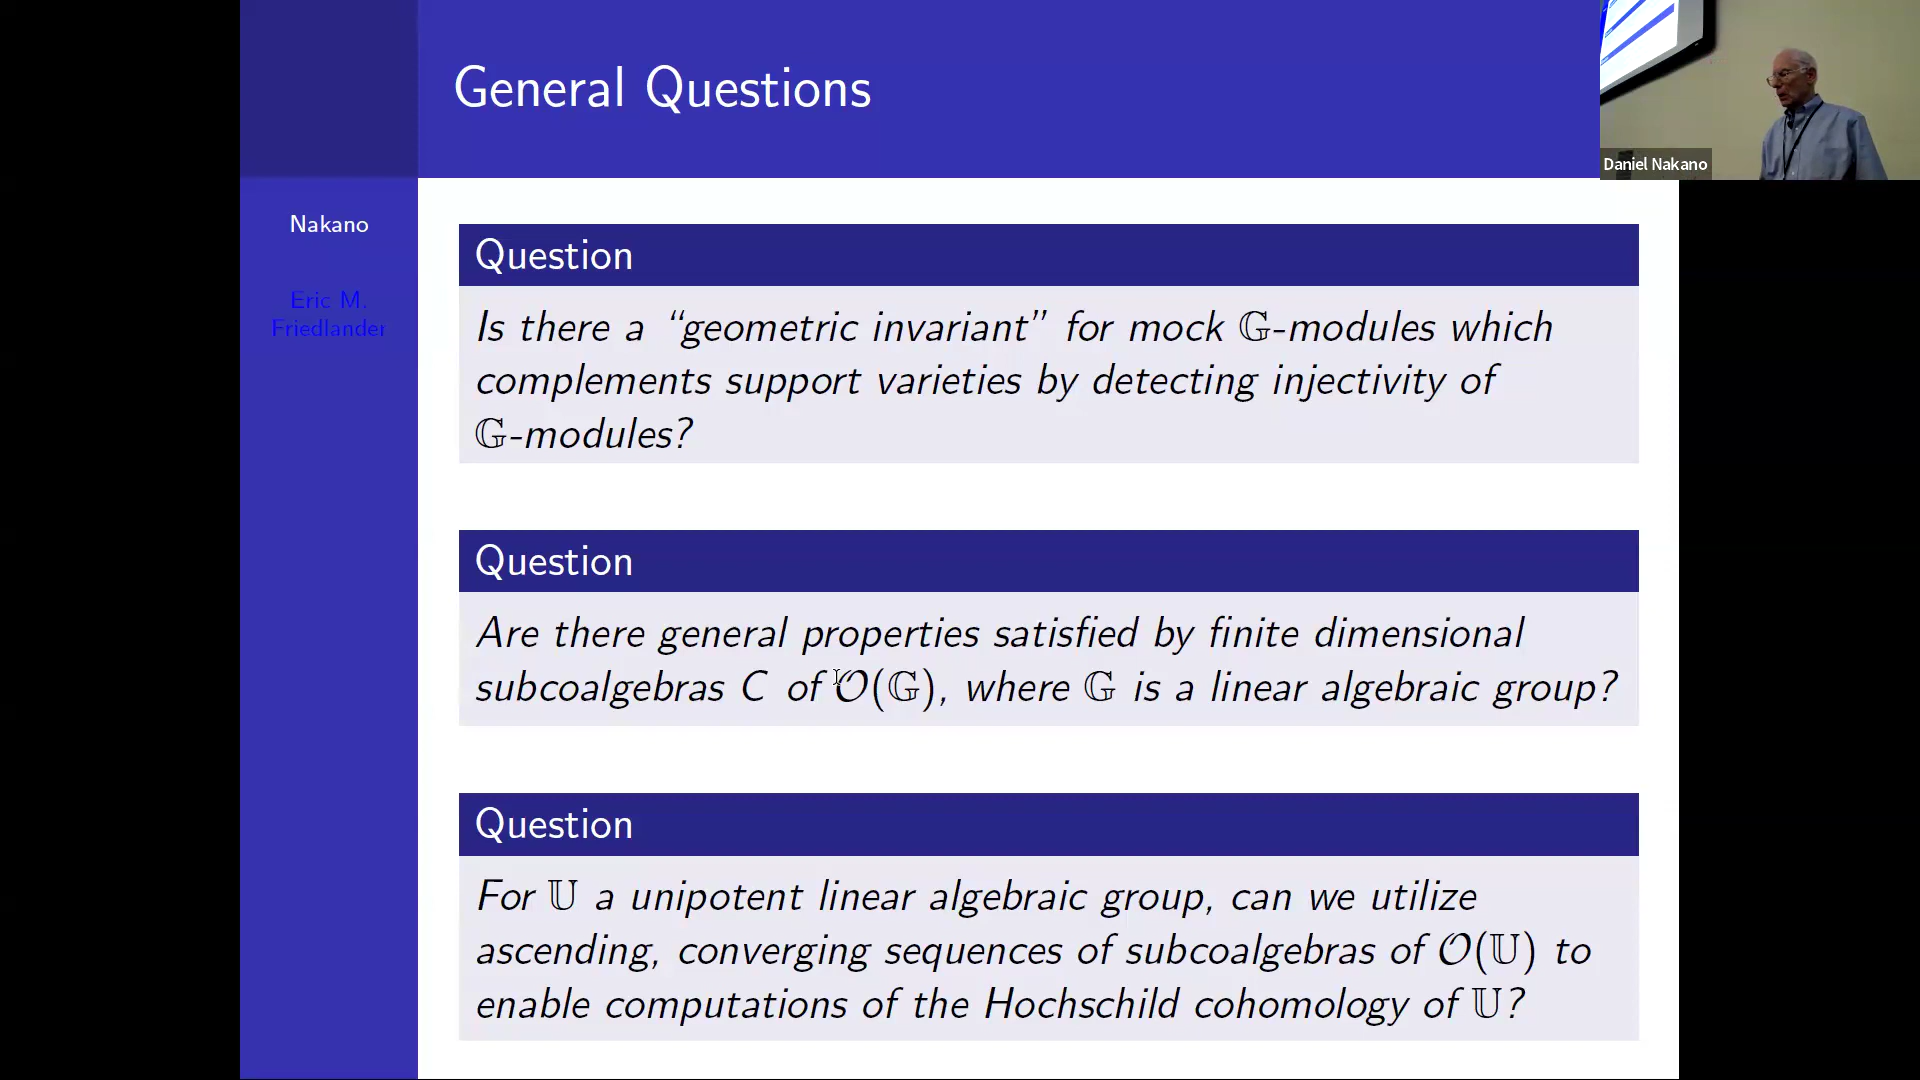 General Questions
Daniel Nakano
Nakano
Eric M.
Friedlander
Question
Is there a “geometric invariant” for mock 𝔾-modules which
complements support varieties by detecting injectivity of
𝔾-modules?
Question
Are there general properties satisfied by finite dimensional
subcoalgebras C of 𝒪(𝔾), where 𝔾 is a linear algebraic group?
Question
For 𝕌 a unipotent linear algebraic group, can we utilize
ascending, converging sequences of subcoalgebras of 𝒪(𝕌) to
enable computations of the Hochschild cohomology of 𝕌?